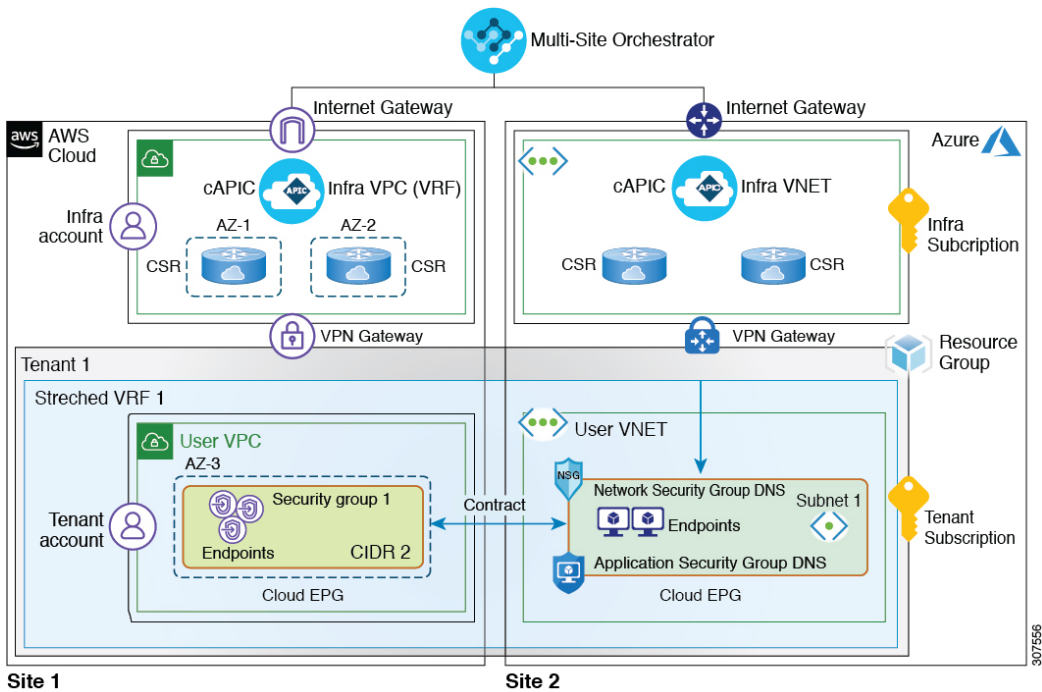 Multi-Site Orchestrator
Internet Gateway
Internet Gateway
aws
AWS
Cloud
Azure
cAPIC
APIC
Infra VPC (VRF)
cAPIC
APIC
Infra VNET
Infra
account
AZ-1
AZ-2
CSR
CSR
CSR
CSR
Infra
Subcription
VPN Gateway
VPN Gateway
Resource
Group
Tenant 1
Streched VRF 1
User VPC
User VNET
AZ-3
Security group 1
Endpoints
CIDR 2
Cloud EPG
Tenant
account
Contract
NSG
Network Security Group DNS
Subnet 1
Endpoints
Application Security Group DNS
Cloud EPG
Tenant
Subscription
307556
Site 1
Site 2